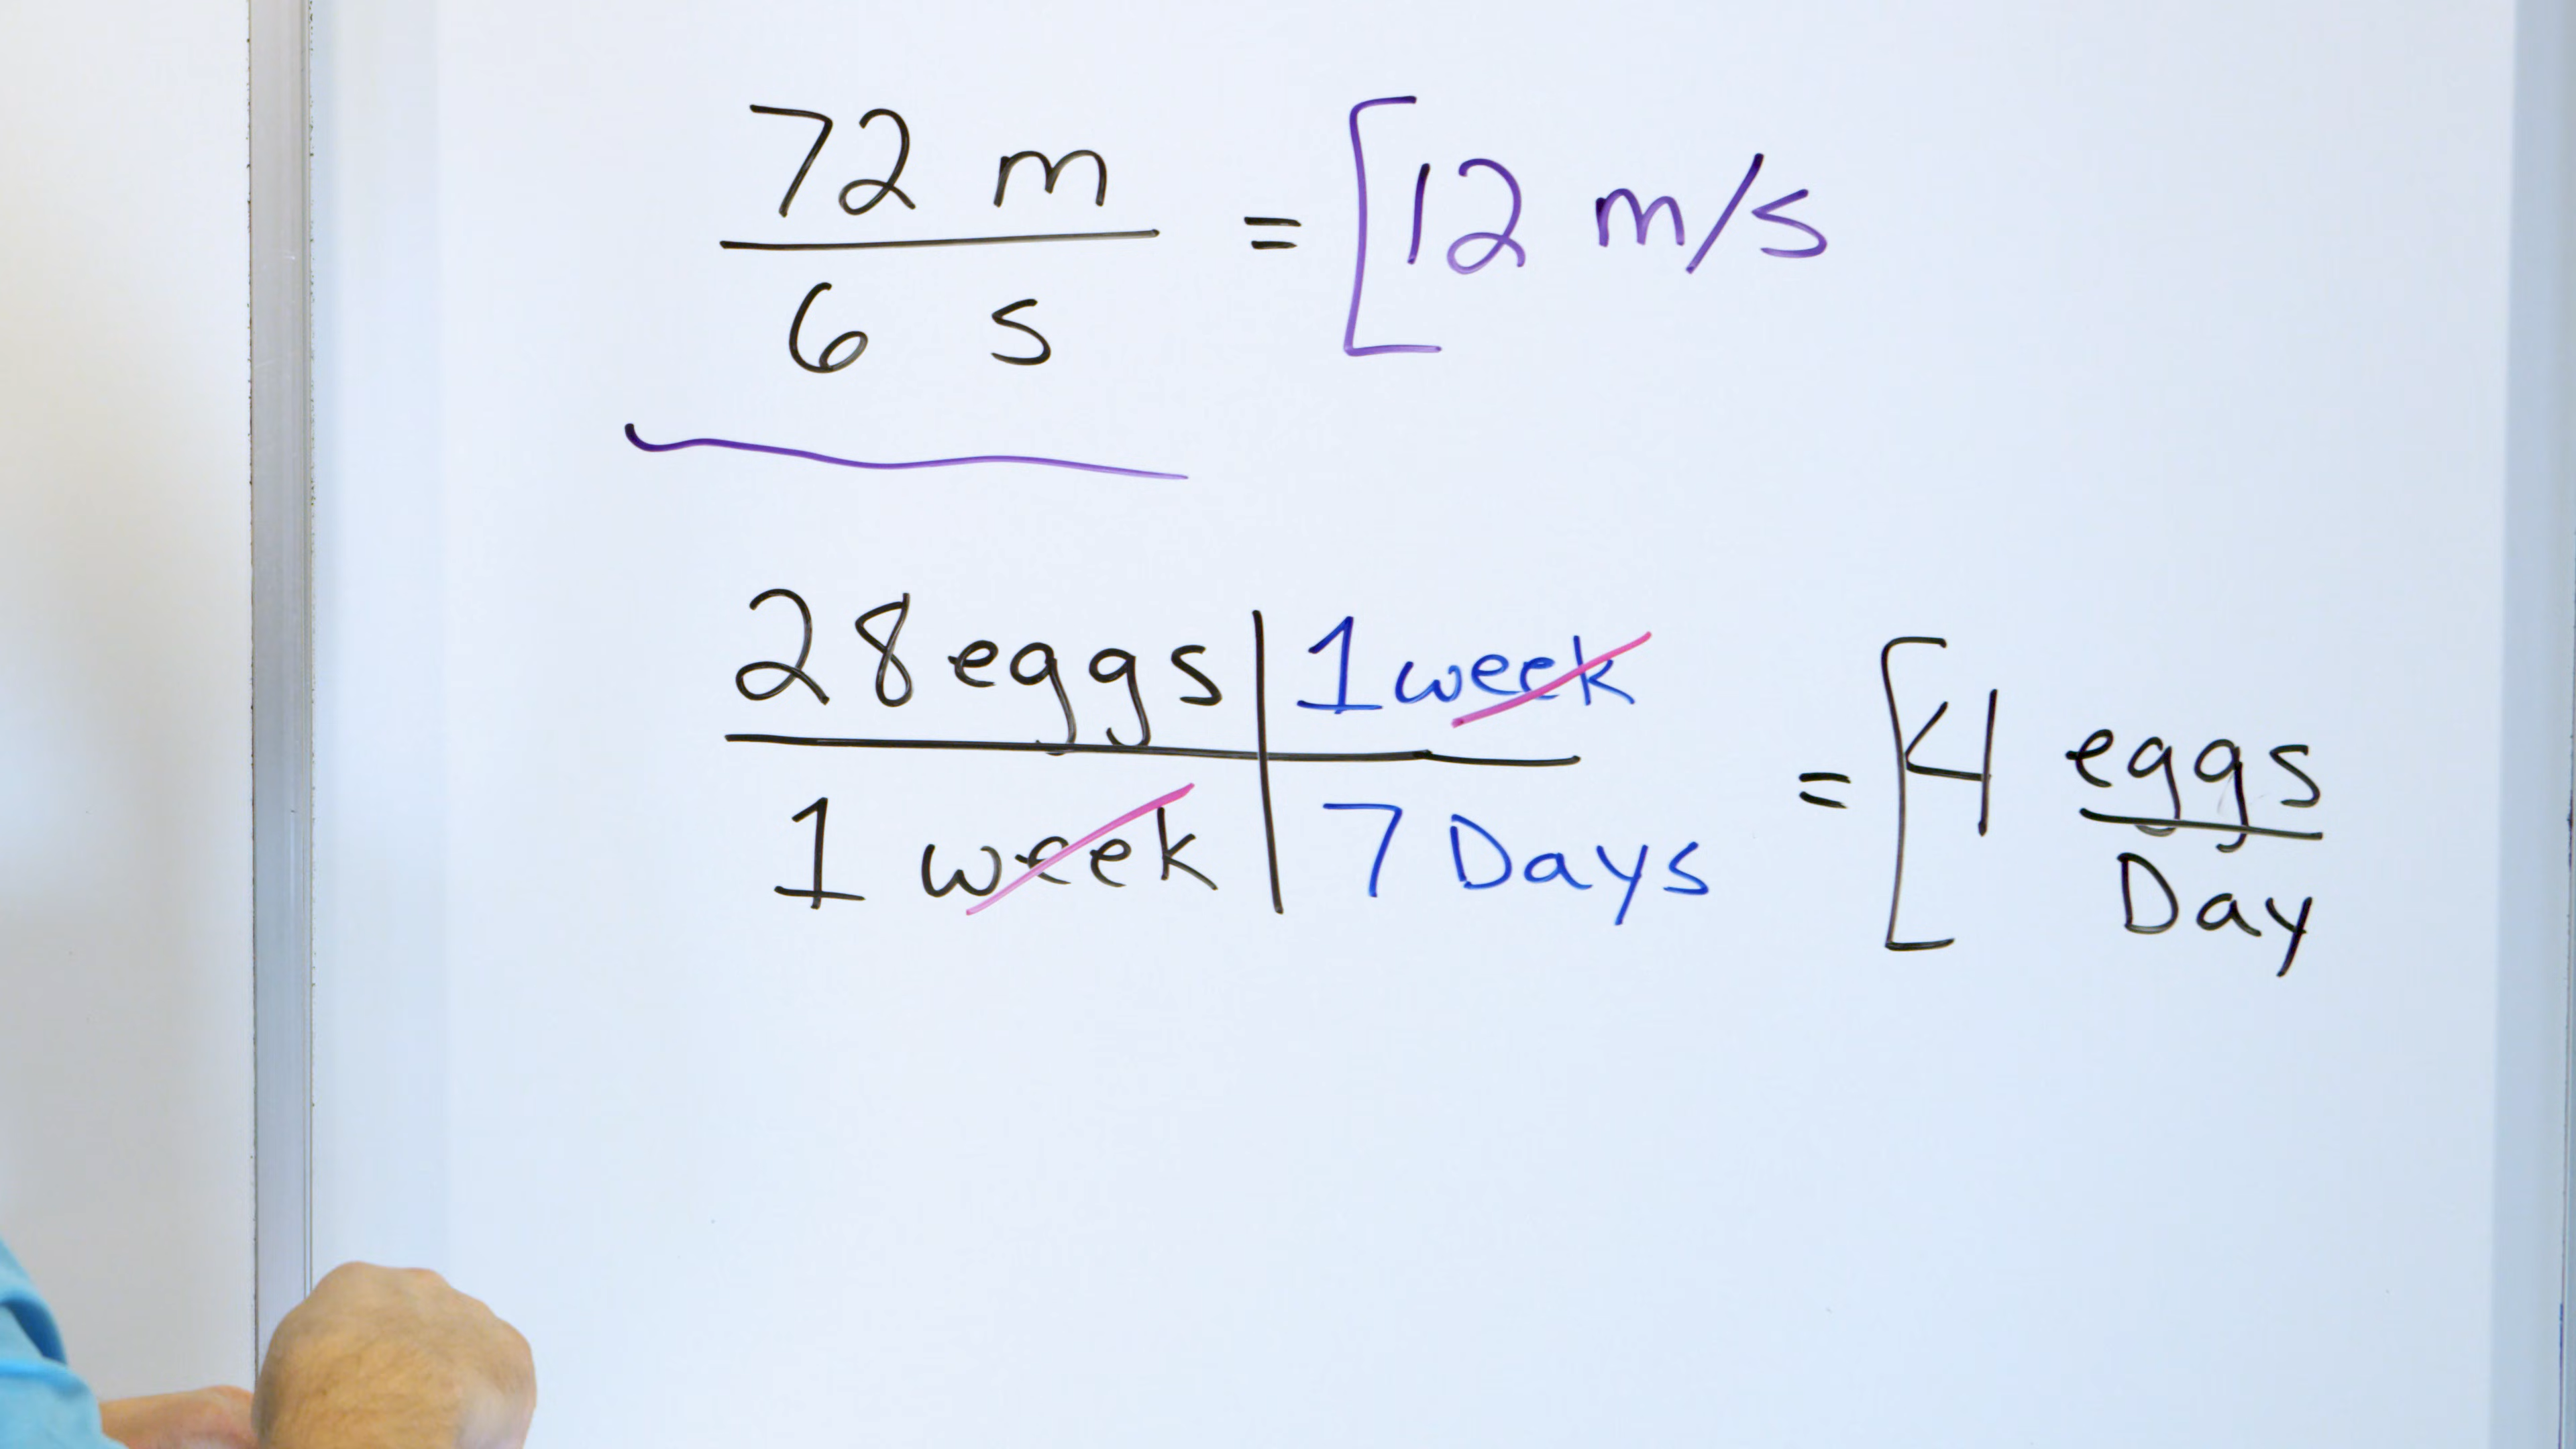 72 m
= [12 m/s
6 s
28 eggs | 1 week
= [4 eggs
1 week | 7 Days
Day